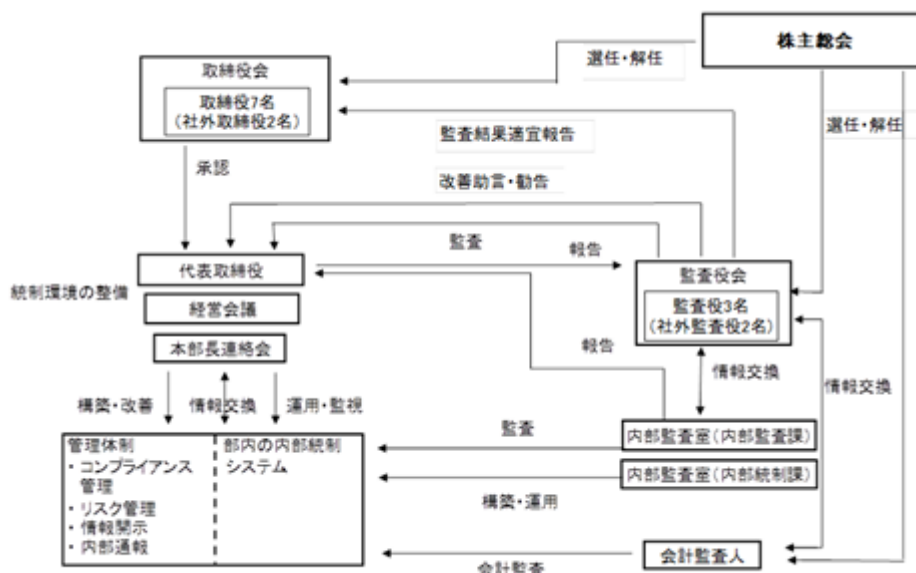 株主総会
選任・解任
取締役会
取締役7名
(社外取締役2名)
選任・解任
監査結果適宜報告
承認
改善助言・勧告
監査
報告
代表取締役
監査役会
統制環境の整備
経営会議
監査役3名
(社外監査役2名)
本部長連絡会
報告
情報交換
情報交換
構築・改善
情報交換
運用・監視
監査
内部監査室(内部監査課)
管理体制
・コンプライアンス
管理
・リスク管理
・情報開示
・内部通報
部内の内部統制
システム
内部監査室(内部統制課)
構築・運用
会計監査人
会計監査